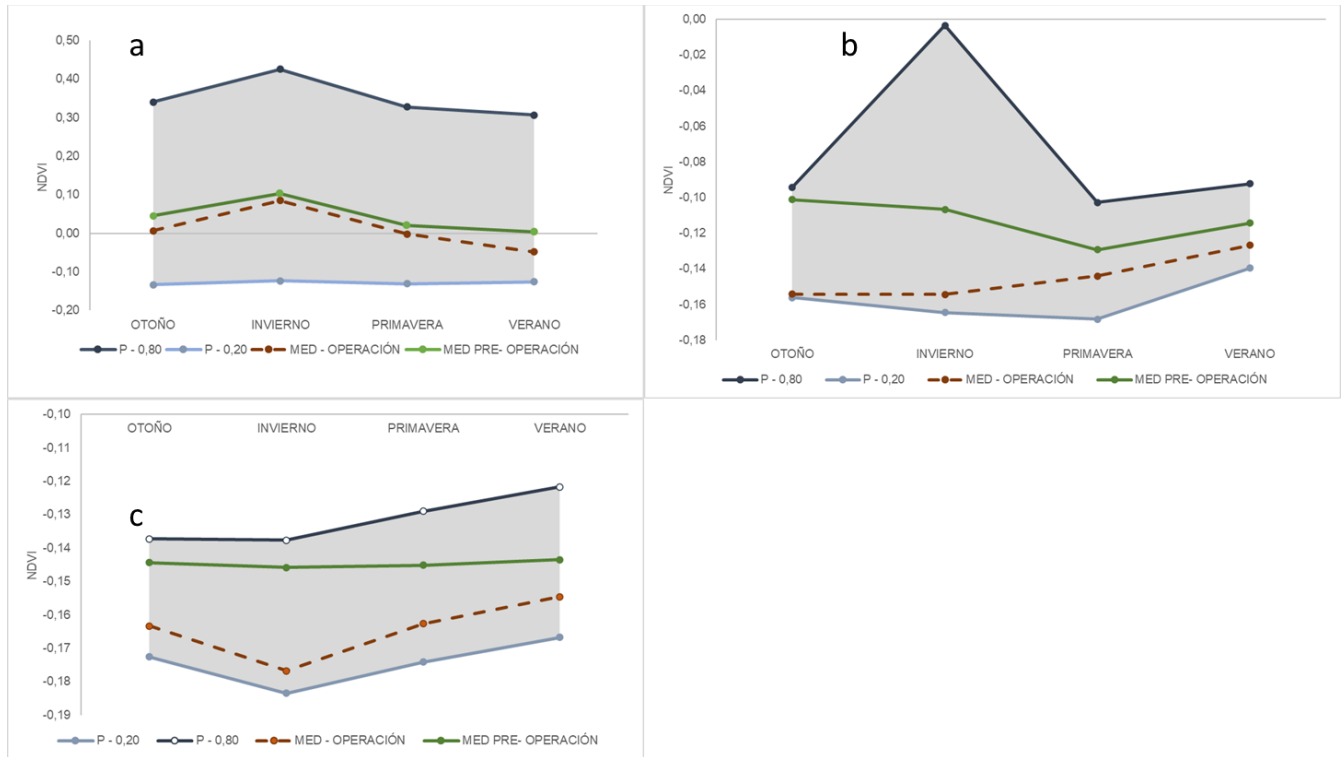 a
0,50
0,40
0,30
0,20
0,10
0,00
-0,10
-0,20
NDVI
OTOÑO INVIERNO PRIMAVERA VERANO
P - 0,80 P - 0,20 MED - OPERACIÓN MED PRE- OPERACIÓN
b
0,00
-0,02
-0,04
-0,06
-0,08
-0,10
-0,12
-0,14
-0,16
-0,18
NDVI
OTOÑO INVIERNO PRIMAVERA VERANO
P - 0,80 P - 0,20 MED - OPERACIÓN MED PRE- OPERACIÓN
-0,10
-0,11
-0,12
-0,13
-0,14
-0,15
-0,16
-0,17
-0,18
-0,19
NDVI
OTOÑO INVIERNO PRIMAVERA VERANO
c
P - 0,20 P - 0,80 MED - OPERACIÓN MED PRE- OPERACIÓN